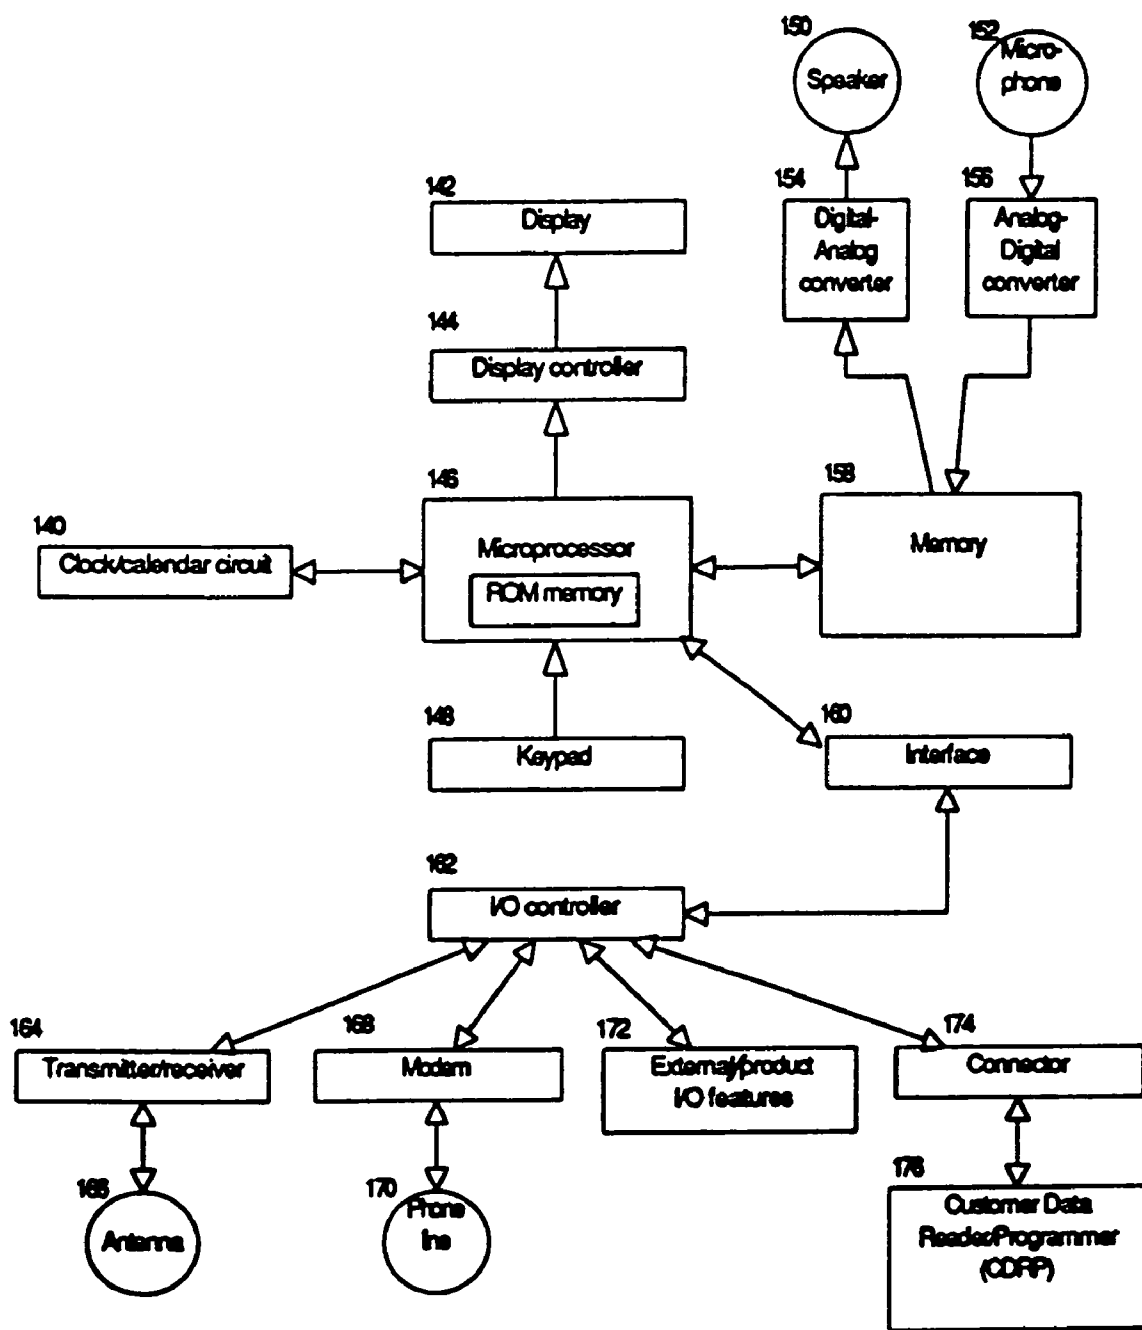 150
Speaker
152
Micro-
phone
142
Display
154
Digital-
Analog
converter
156
Analog-
Digital
converter
144
Display controller
146
Microprocessor
ROM memory
158
Memory
140
Clock/calendar circuit
148
Keypad
160
Interface
162
I/O controller
164
Transmitter/receiver
168
Modem
172
External/product
I/O features
174
Connector
166
Antenna
170
Phone
line
176
Customer Data
Reader/Programmer
(CDRP)